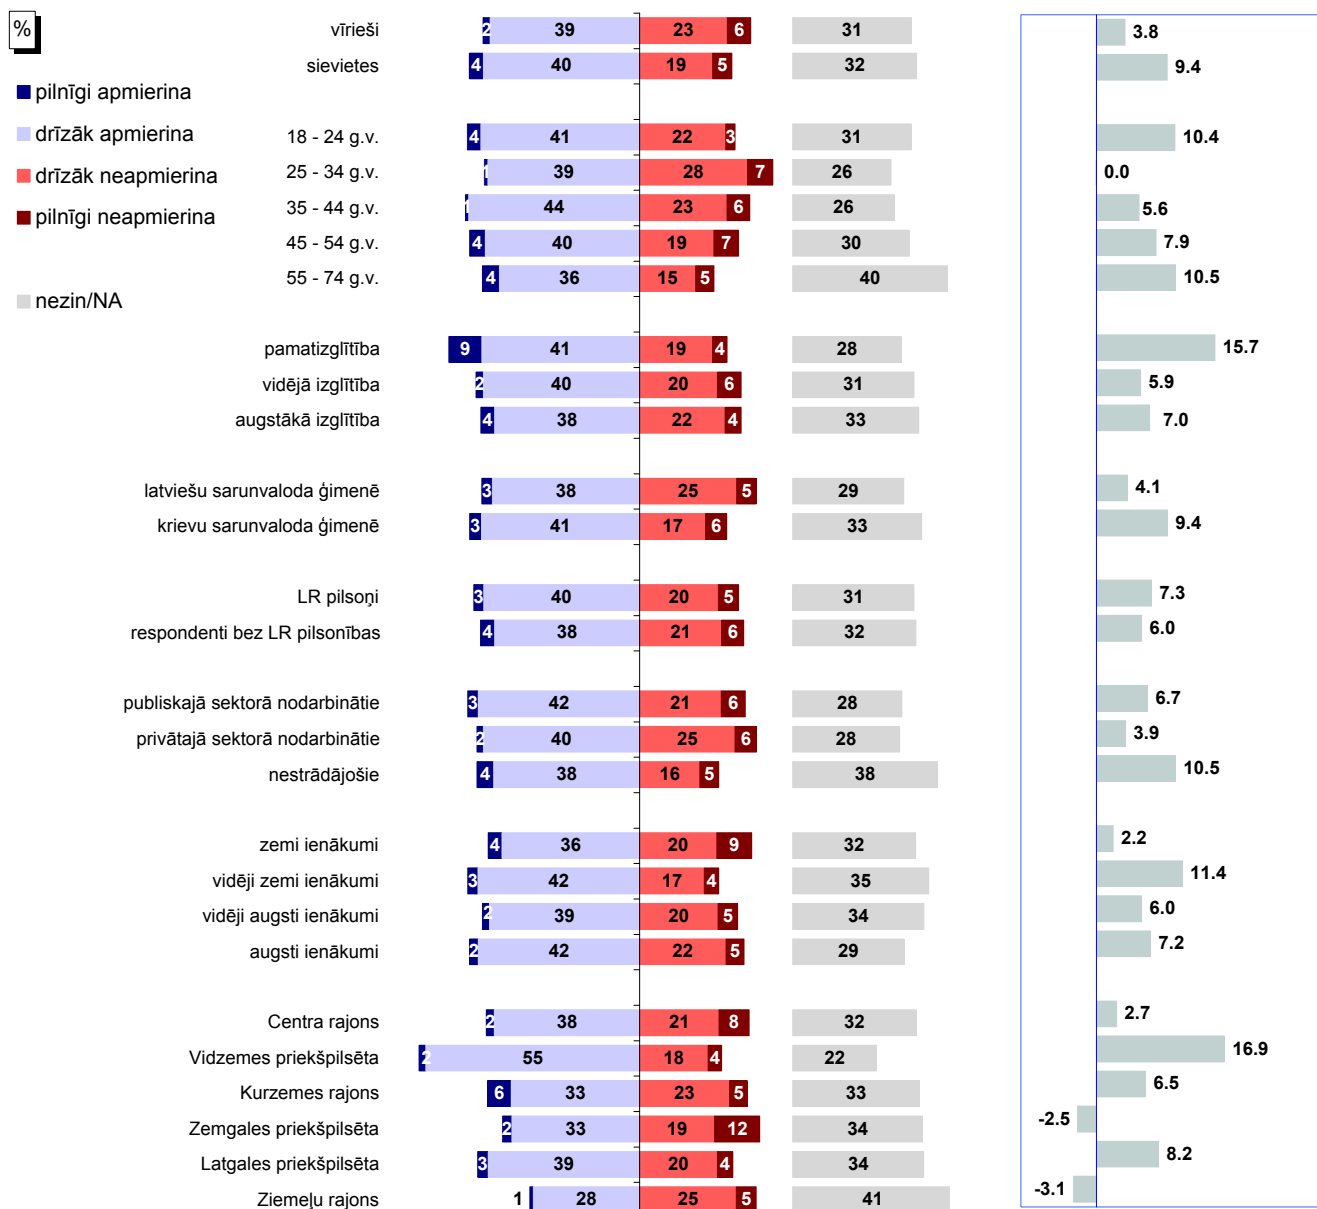 %
pilnīgi apmierina
drīzāk apmierina
drīzāk neapmierina
pilnīgi neapmierina
nezin/NA
vīrieši 2 39 23 6 31 3.8
sievietes 4 40 19 5 32 9.4
18 - 24 g.v. 4 41 22 3 31 10.4
25 - 34 g.v. 1 39 28 7 26 0.0
35 - 44 g.v. 1 44 23 6 26 5.6
45 - 54 g.v. 4 40 19 7 30 7.9
55 - 74 g.v. 4 36 15 5 40 10.5
pamatizglītība 9 41 19 4 28 15.7
vidējā izglītība 2 40 20 6 31 5.9
augstākā izglītība 4 38 22 4 33 7.0
latviešu sarunvaloda ģimenē 3 38 25 5 29 4.1
krievu sarunvaloda ģimenē 3 41 17 6 33 9.4
LR pilsoņi 3 40 20 5 31 7.3
respondenti bez LR pilsonības 4 38 21 6 32 6.0
publiskajā sektorā nodarbinātie 3 42 21 6 28 6.7
privātajā sektorā nodarbinātie 2 40 25 6 28 3.9
nestrādājošie 4 38 16 5 38 10.5
zemi ienākumi 4 36 20 9 32 2.2
vidēji zemi ienākumi 3 42 17 4 35 11.4
vidēji augsti ienākumi 2 39 20 5 34 6.0
augsti ienākumi 2 42 22 5 29 7.2
Centra rajons 2 38 21 8 32 2.7
Vidzemes priekšpilsēta 2 55 18 4 22 16.9
Kurzemes rajons 6 33 23 5 33 6.5
Zemgales priekšpilsēta 2 33 19 12 34 -2.5
Latgales priekšpilsēta 3 39 20 4 34 8.2
Ziemeļu rajons 1 28 25 5 41 -3.1